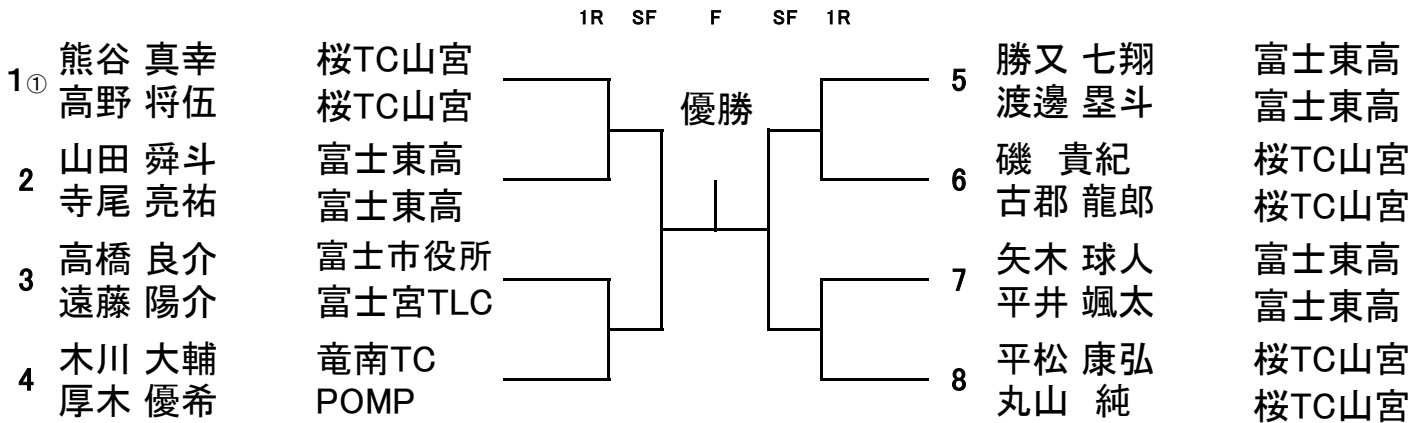 1R SF F SF 1R
熊谷 真幸 桜TC山宮
1① 高野 将伍 桜TC山宮
山田 舜斗 富士東高
2
寺尾 亮祐 富士東高
高橋 良介 富士市役所
3
遠藤 陽介 富士宮TLC
木川 大輔 竜南TC
4
厚木 優希 POMP
優勝
勝又 七翔 富士東高
5
渡邊 塁斗 富士東高
磯 貴紀 桜TC山宮
6
古郡 龍郎 桜TC山宮
矢木 球人 富士東高
7
平井 颯太 富士東高
平松 康弘 桜TC山宮
8
丸山 純 桜TC山宮